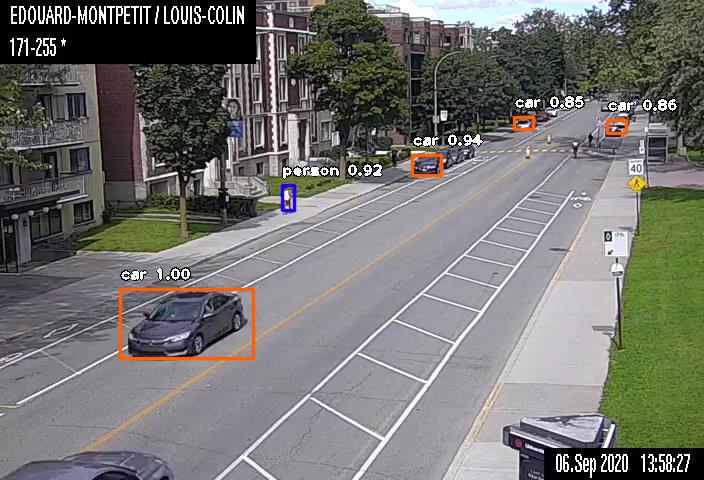 EDOUARD-MONTPETIT / LOUIS-COLIN
171-255 *
car 0.85
car 0.86
car 0.94
person 0.92
40
car 1.00
06.Sep 2020 13:58:27